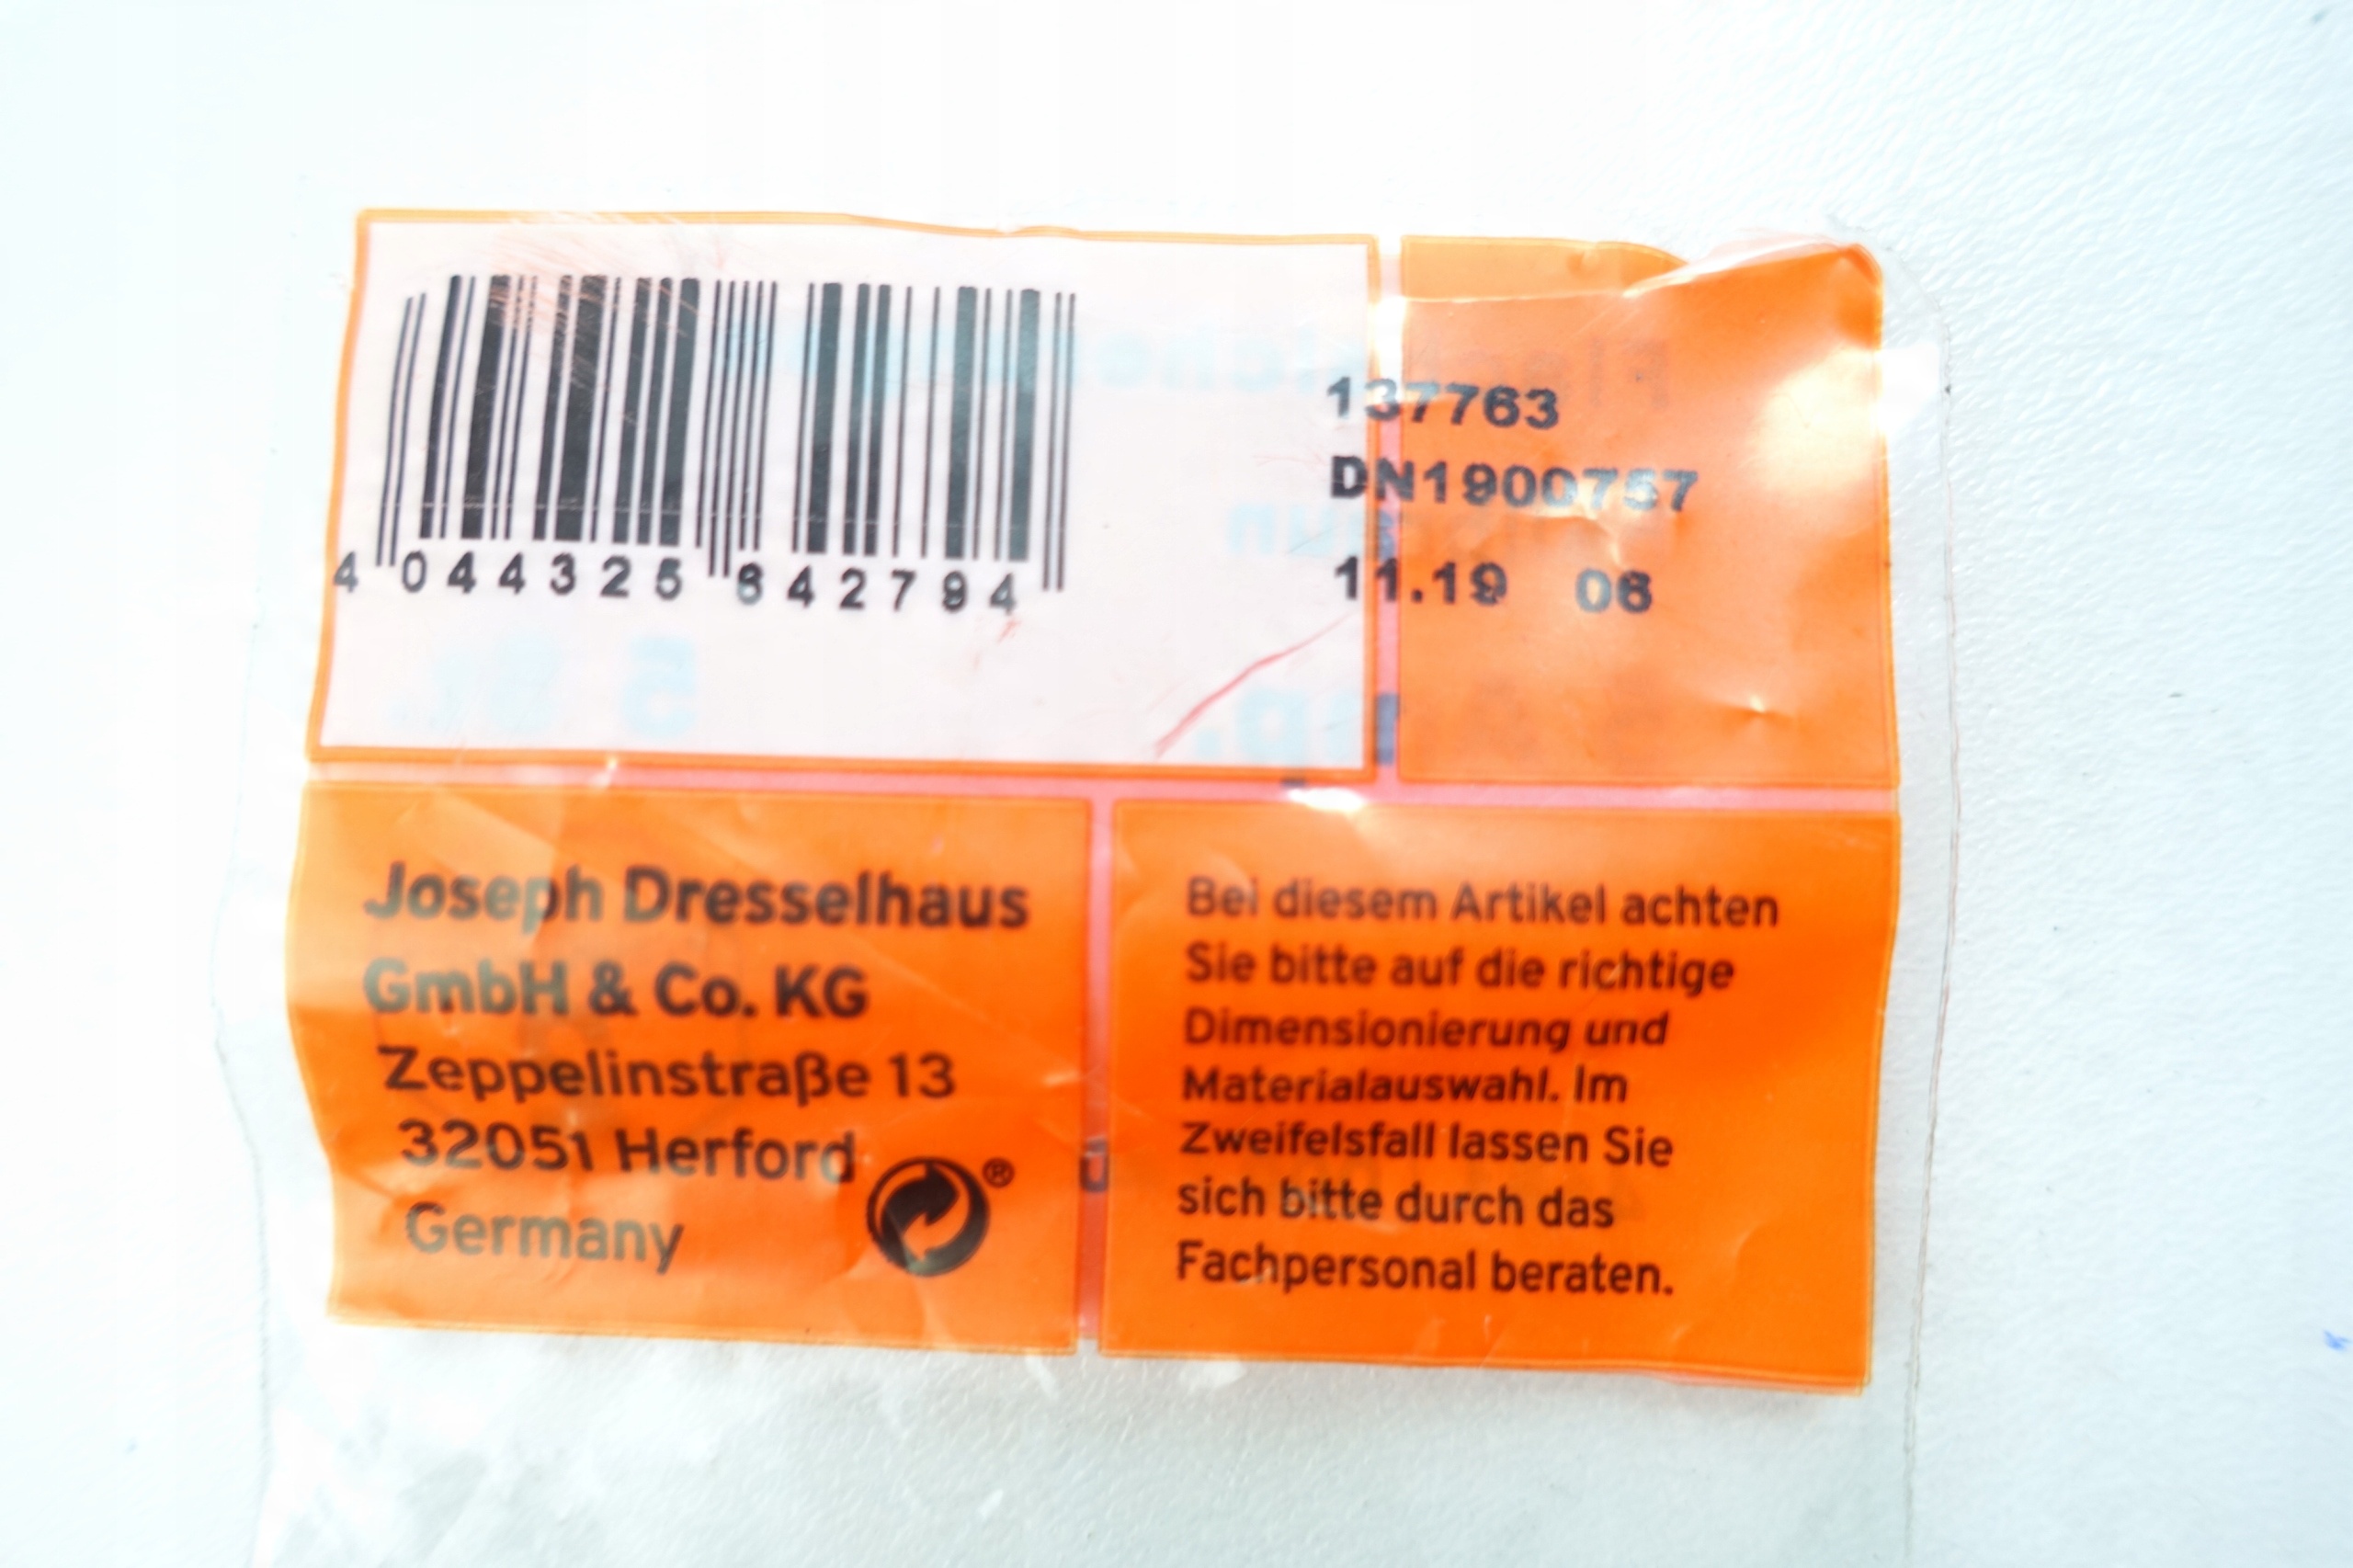 4 044325 642794
137763
DN1900757
11.19 06
Joseph Dresselhaus
GmbH & Co. KG
Zeppelinstraße 13
32051 Herford
Germany
®
Bei diesem Artikel achten
Sie bitte auf die richtige
Dimensionierung und
Materialauswahl. Im
Zweifelsfall lassen Sie
sich bitte durch das
Fachpersonal beraten.